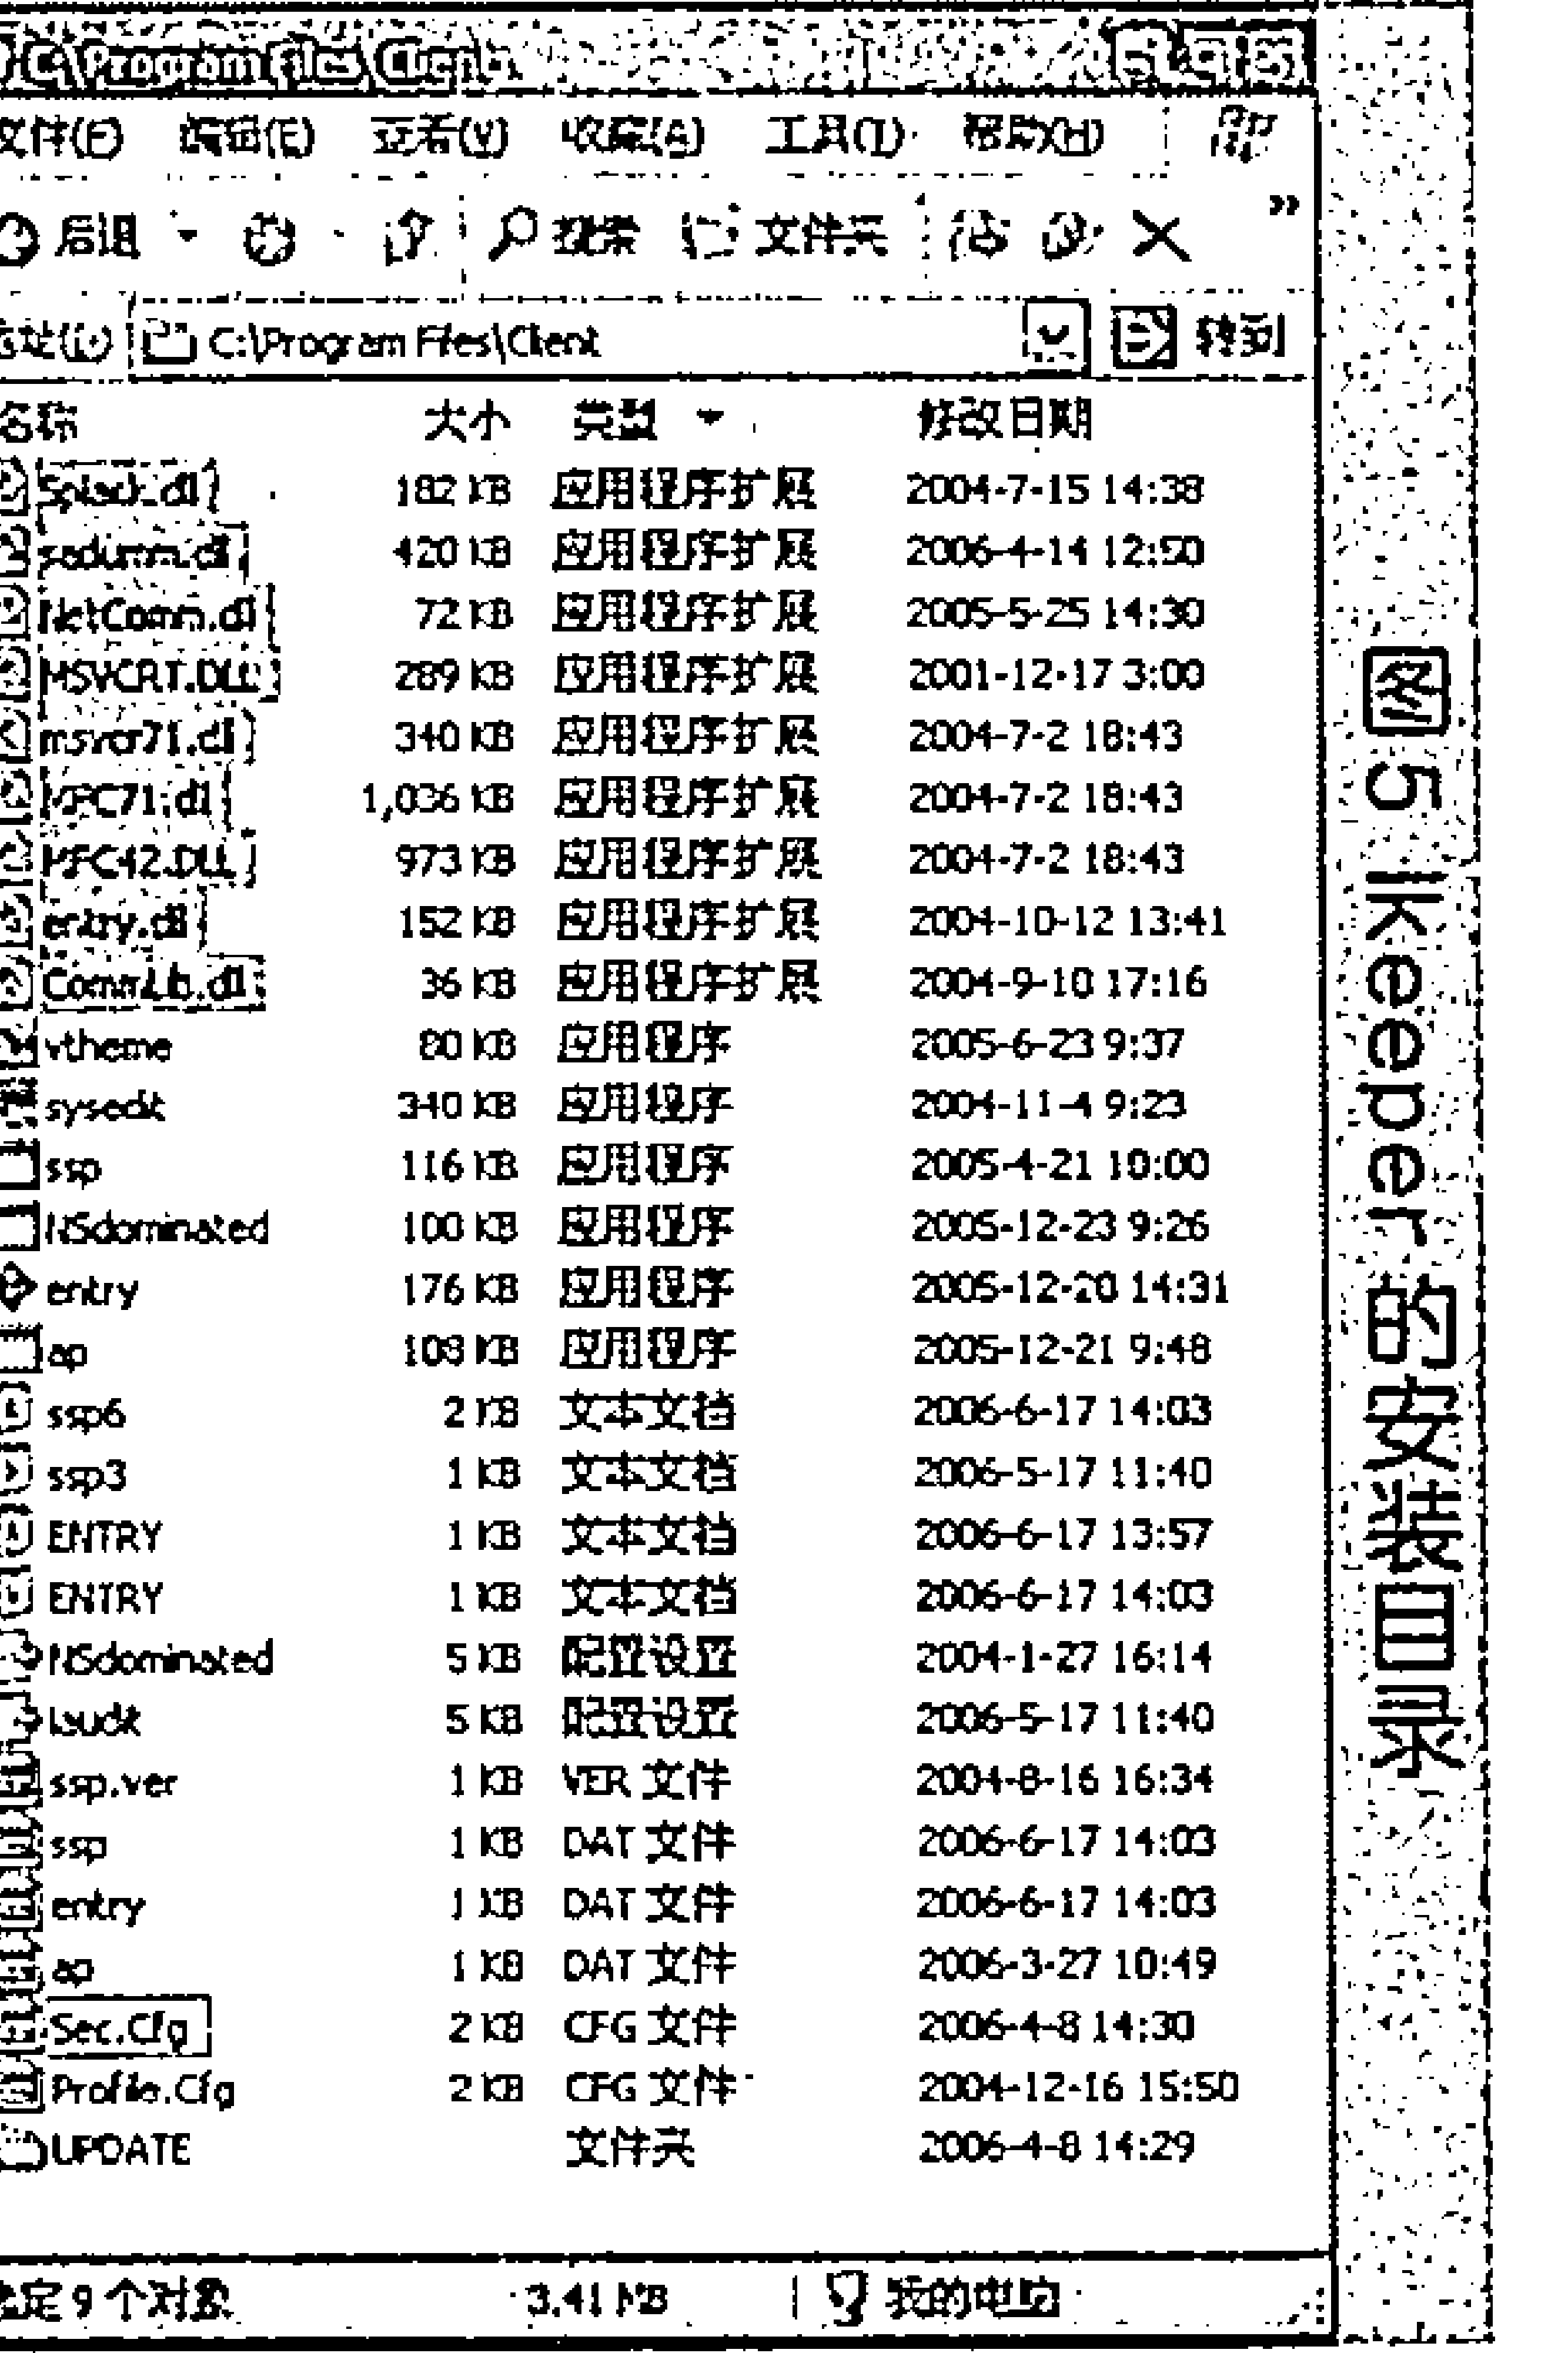 C:\Program Files\Client
文件(F) 编辑(E) 查看(V) 收藏(A) 工具(T) 帮助(H)
后退 搜索 文件夹 »
地址(D) C:\Program Files\Client 转到
名称 大小 类型 修改日期
182 KB 应用程序扩展 2004-7-15 14:38
420 KB 应用程序扩展 2006-4-14 12:50
NetComm.dll 72 KB 应用程序扩展 2005-5-25 14:30
MSVCRT.DLL 289 KB 应用程序扩展 2001-12-17 3:00
msvcr71.dll 340 KB 应用程序扩展 2004-7-2 18:43
MFC71.dll 1,036 KB 应用程序扩展 2004-7-2 18:43
MFC42.DLL 973 KB 应用程序扩展 2004-7-2 18:43
entry.dll 152 KB 应用程序扩展 2004-10-12 13:41
CommLib.dll 36 KB 应用程序扩展 2004-9-10 17:16
vtheme 80 KB 应用程序 2005-6-23 9:37
sysedit 340 KB 应用程序 2004-11-4 9:23
ssp 116 KB 应用程序 2005-4-21 10:00
NSdominated 100 KB 应用程序 2005-12-23 9:26
entry 176 KB 应用程序 2005-12-20 14:31
ap 108 KB 应用程序 2005-12-21 9:48
ssp6 2 KB 文本文档 2006-6-17 14:03
ssp3 1 KB 文本文档 2006-5-17 11:40
ENTRY 1 KB 文本文档 2006-6-17 13:57
ENTRY 1 KB 文本文档 2006-6-17 14:03
NSdominated 5 KB 配置设置 2004-1-27 16:14
5 KB 配置设置 2006-5-17 11:40
ssp.ver 1 KB VER 文件 2004-8-16 16:34
ssp 1 KB DAT 文件 2006-6-17 14:03
entry 1 KB DAT 文件 2006-6-17 14:03
ap 1 KB DAT 文件 2006-3-27 10:49
Sec.Cfg 2 KB CFG 文件 2006-4-8 14:30
Profile.Cfg 2 KB CFG 文件 2004-12-16 15:50
UPDATE 文件夹 2006-4-8 14:29
选定 9 个对象 3.41 MB 我的电脑
图 5 Ikeeper 的安装目录